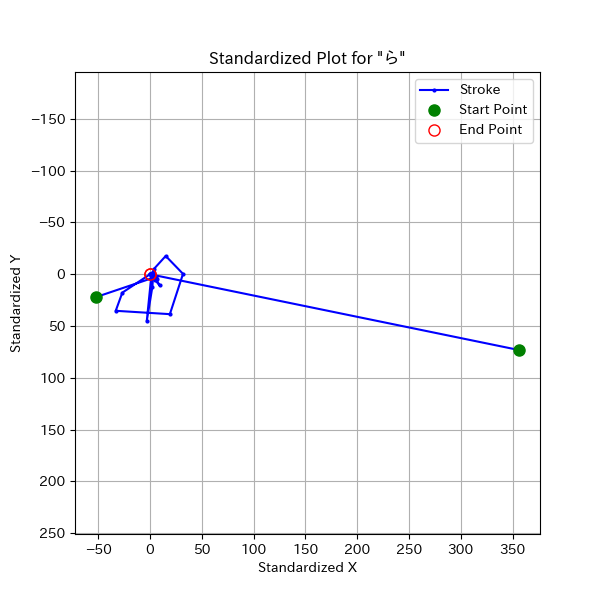 Standardized Plot for "ら"
Stroke
Start Point
End Point
Standardized Y
−150
−100
−50
0
50
100
150
200
250
−50 0 50 100 150 200 250 300 350
Standardized X